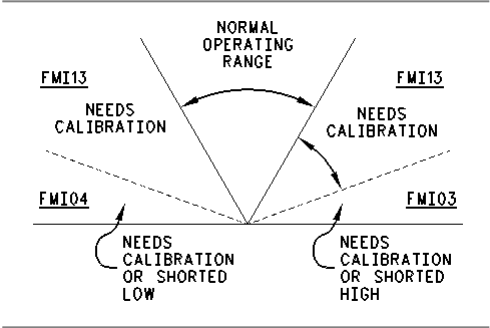 NORMAL
OPERATING
RANGE
FMI13
FMI13
NEEDS
CALIBRATION
NEEDS
CALIBRATION
FMI04
FMI03
NEEDS
CALIBRATION
OR SHORTED
LOW
NEEDS
CALIBRATION
OR SHORTED
HIGH